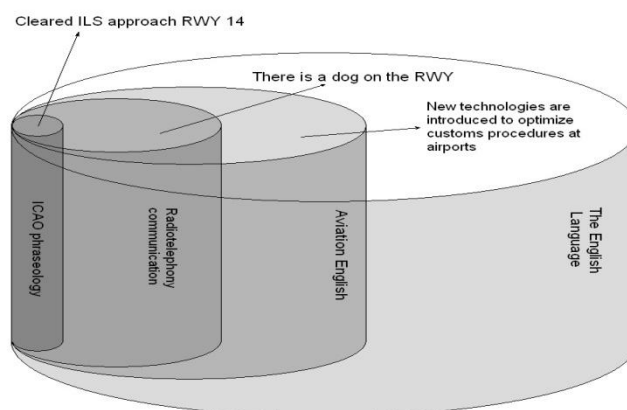 Cleared ILS approach RWY 14
There is a dog on the RWY
New technologies are
introduced to optimize
customs procedures at
airports
ICAO phraseology
Radiotelephony
communication
Aviation English
The English
Language